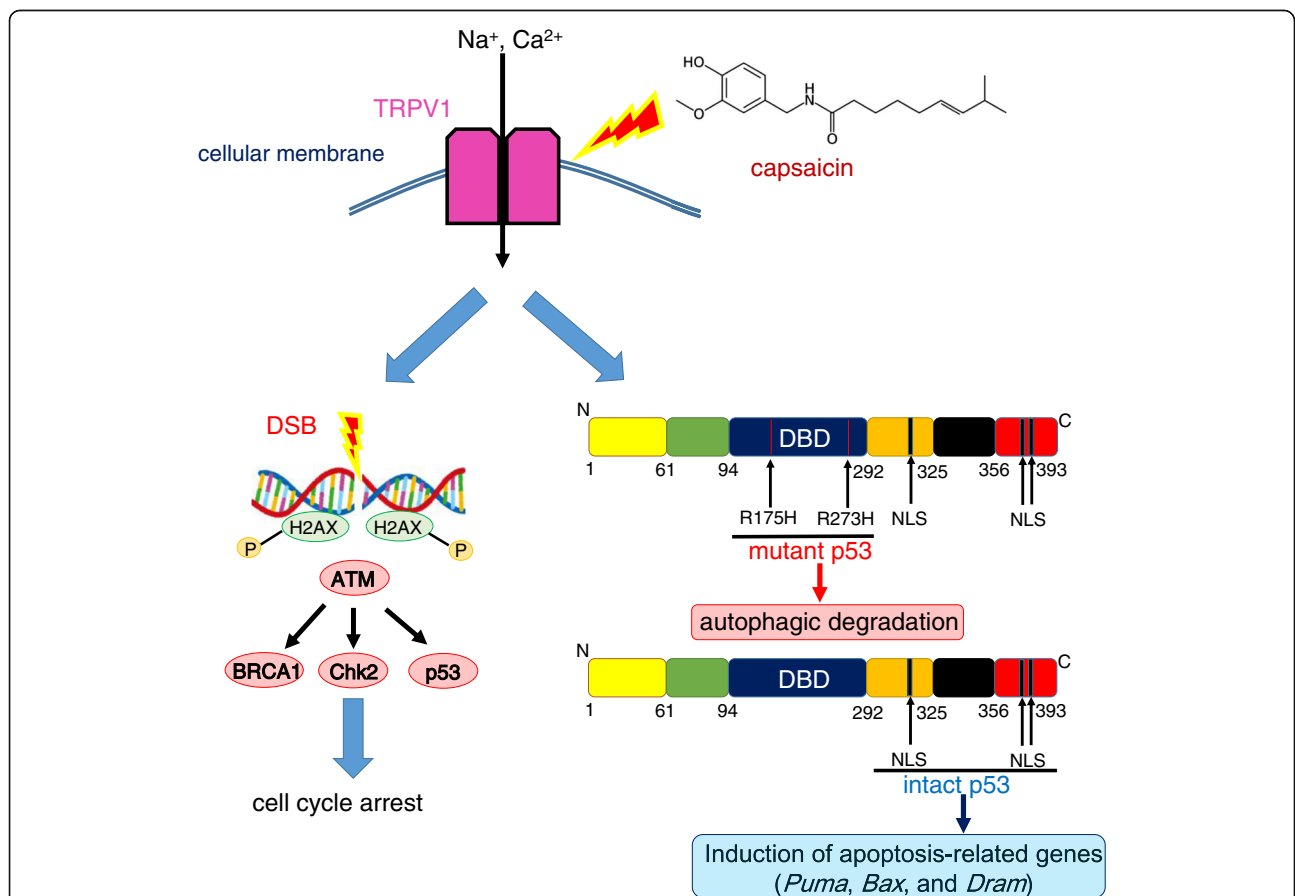 Na⁺, Ca²⁺
TRPV1
cellular membrane
HO
O
H
N
O
capsaicin
DSB
H2AX
H2AX
P
P
ATM
BRCA1
Chk2
p53
cell cycle arrest
N
C
DBD
1
61
94
292
325
356
393
R175H
R273H
NLS
NLS
mutant p53
autophagic degradation
N
C
DBD
1
61
94
292
325
356
393
NLS
NLS
intact p53
Induction of apoptosis-related genes
(Puma, Bax, and Dram)